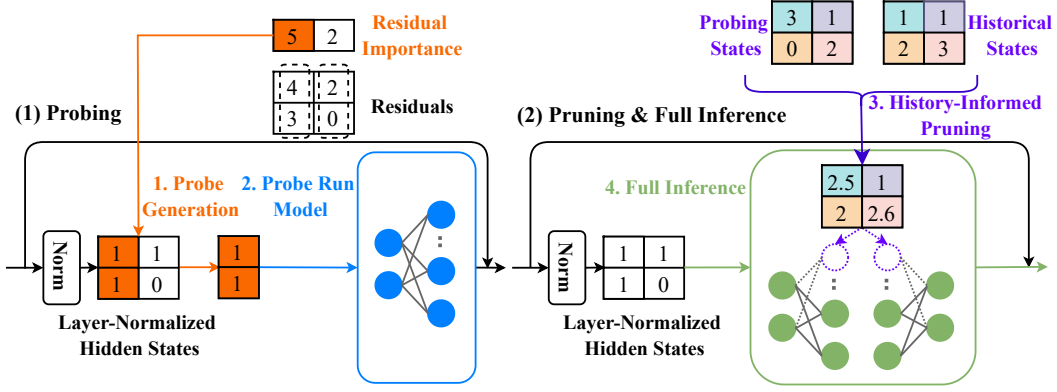 5 2
Residual
Importance
4 2
3 0
Residuals
(1) Probing
1. Probe
Generation
2. Probe Run
Model
Norm
1 1
1 0
1
1
Layer-Normalized
Hidden States
Probing
States
3 1
0 2
1 1
2 3
Historical
States
3. History-Informed
Pruning
(2) Pruning & Full Inference
4. Full Inference
2.5 1
2 2.6
Norm
1 1
1 0
Layer-Normalized
Hidden States